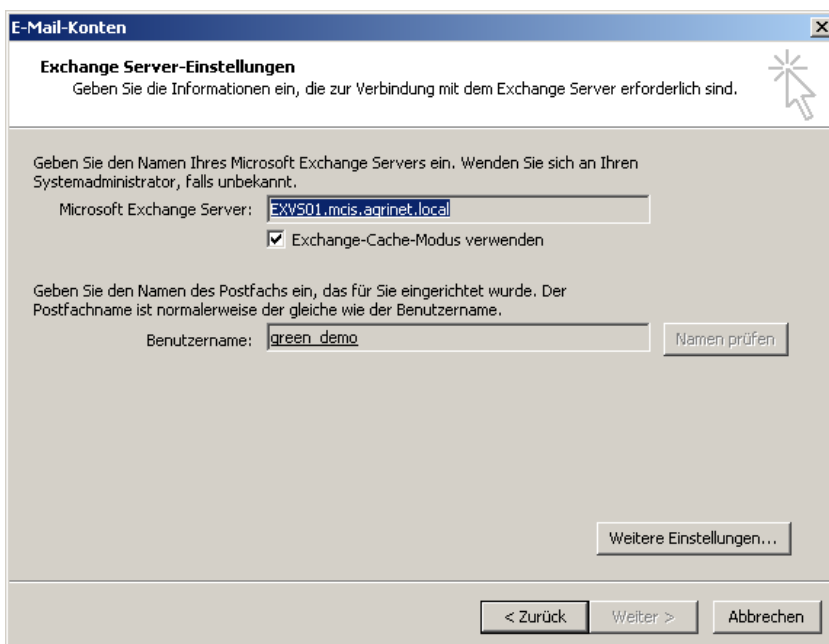 E-Mail-Konten
Exchange Server-Einstellungen
Geben Sie die Informationen ein, die zur Verbindung mit dem Exchange Server erforderlich sind.
Geben Sie den Namen Ihres Microsoft Exchange Servers ein. Wenden Sie sich an Ihren
Systemadministrator, falls unbekannt.
Microsoft Exchange Server: EXVS01.mcis.agrinet.local
Exchange-Cache-Modus verwenden
Geben Sie den Namen des Postfachs ein, das für Sie eingerichtet wurde. Der
Postfachname ist normalerweise der gleiche wie der Benutzername.
Benutzername: green_demo Namen prüfen
Weitere Einstellungen...
< Zurück Weiter > Abbrechen